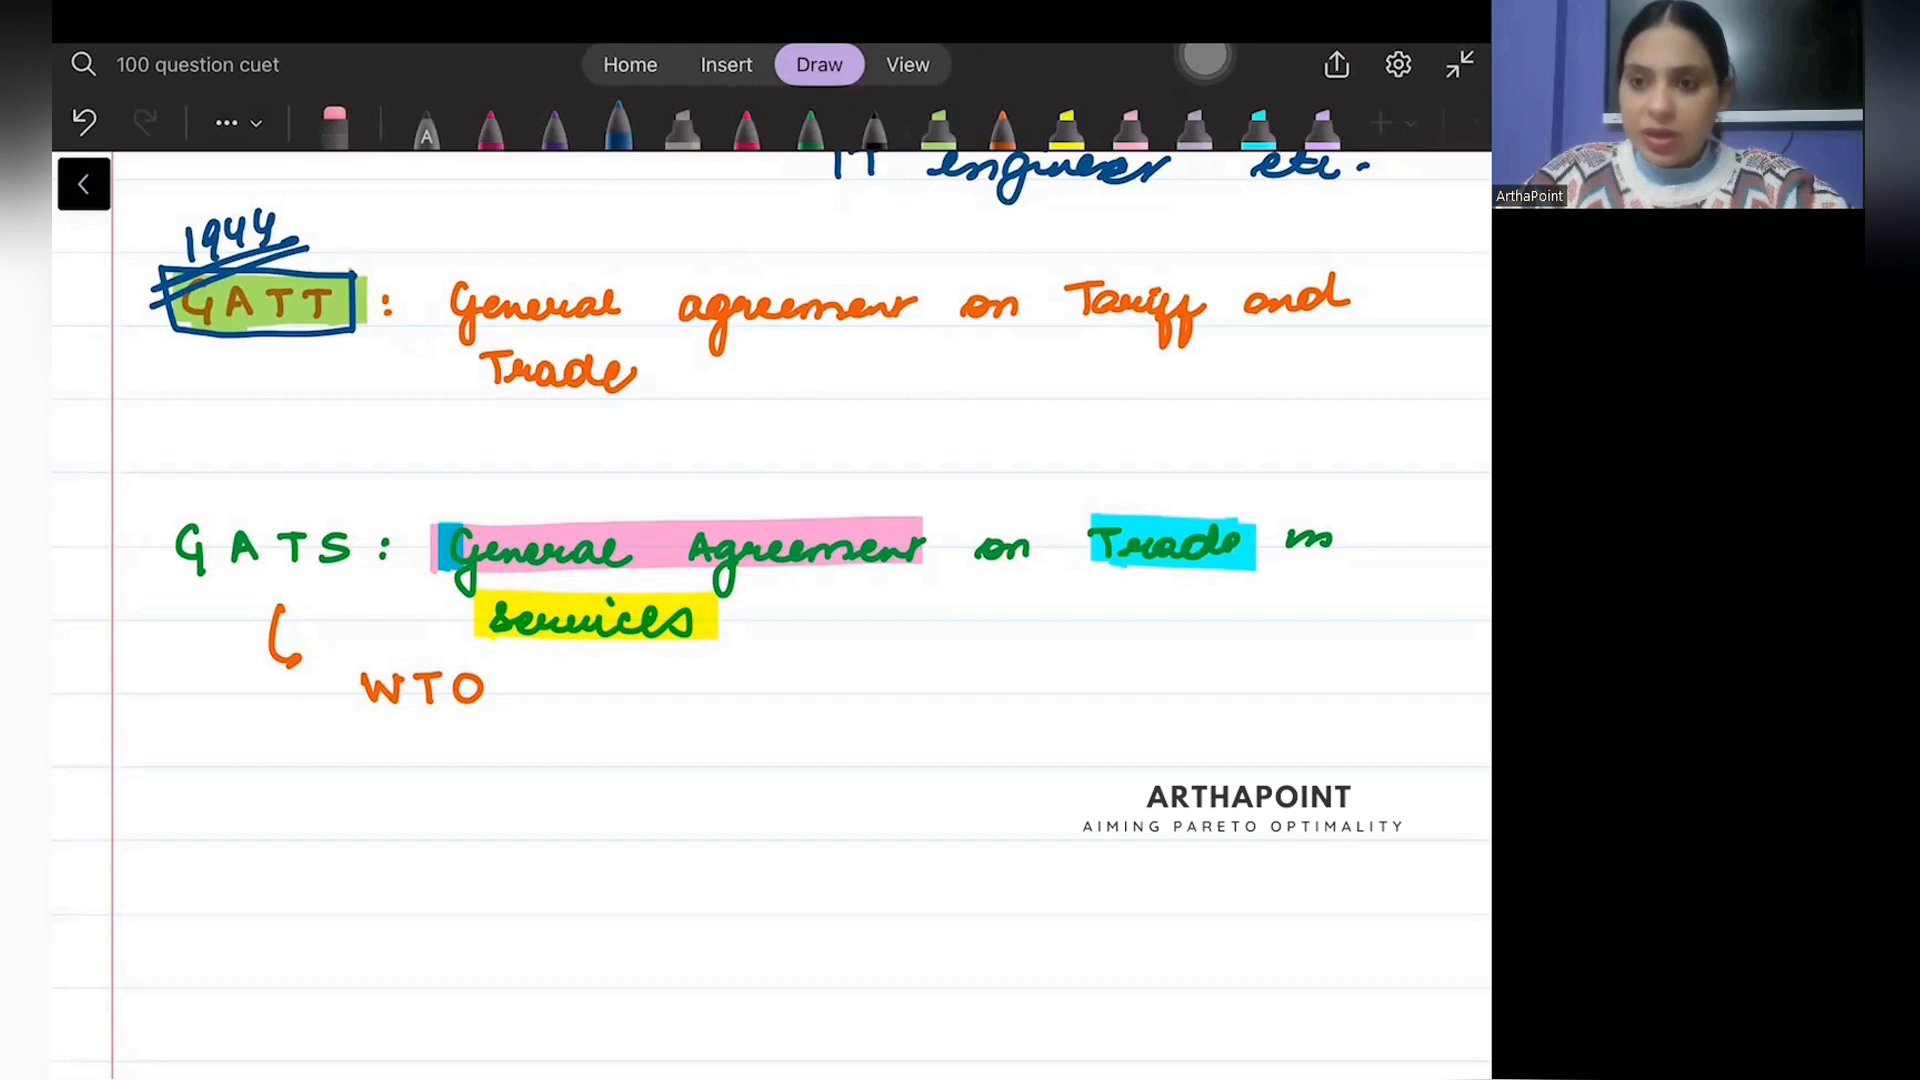 100 question cuet
Home Insert Draw View
A
IT engineer etc.
ArthaPoint
1944
GATT : General agreement on Tariff and
Trade
GATS : General Agreement on Trade in
services
WTO
ARTHAPOINT
AIMING PARETO OPTIMALITY